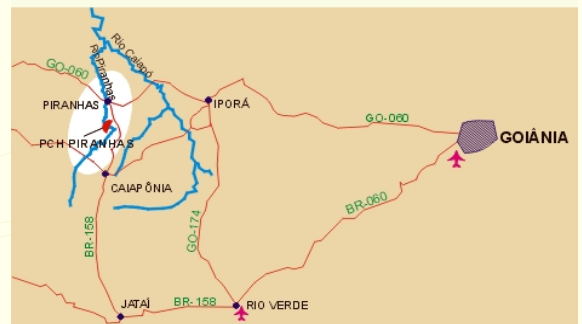 Rio Piranhas
Rio Caiapó
GO-060
PIRANHAS
IPORÁ
GO-060
GOIÂNIA
PCH PIRANHAS
CAIAPÔNIA
BR-060
GO-174
BR-158
JATAÍ
BR-158
RIO VERDE